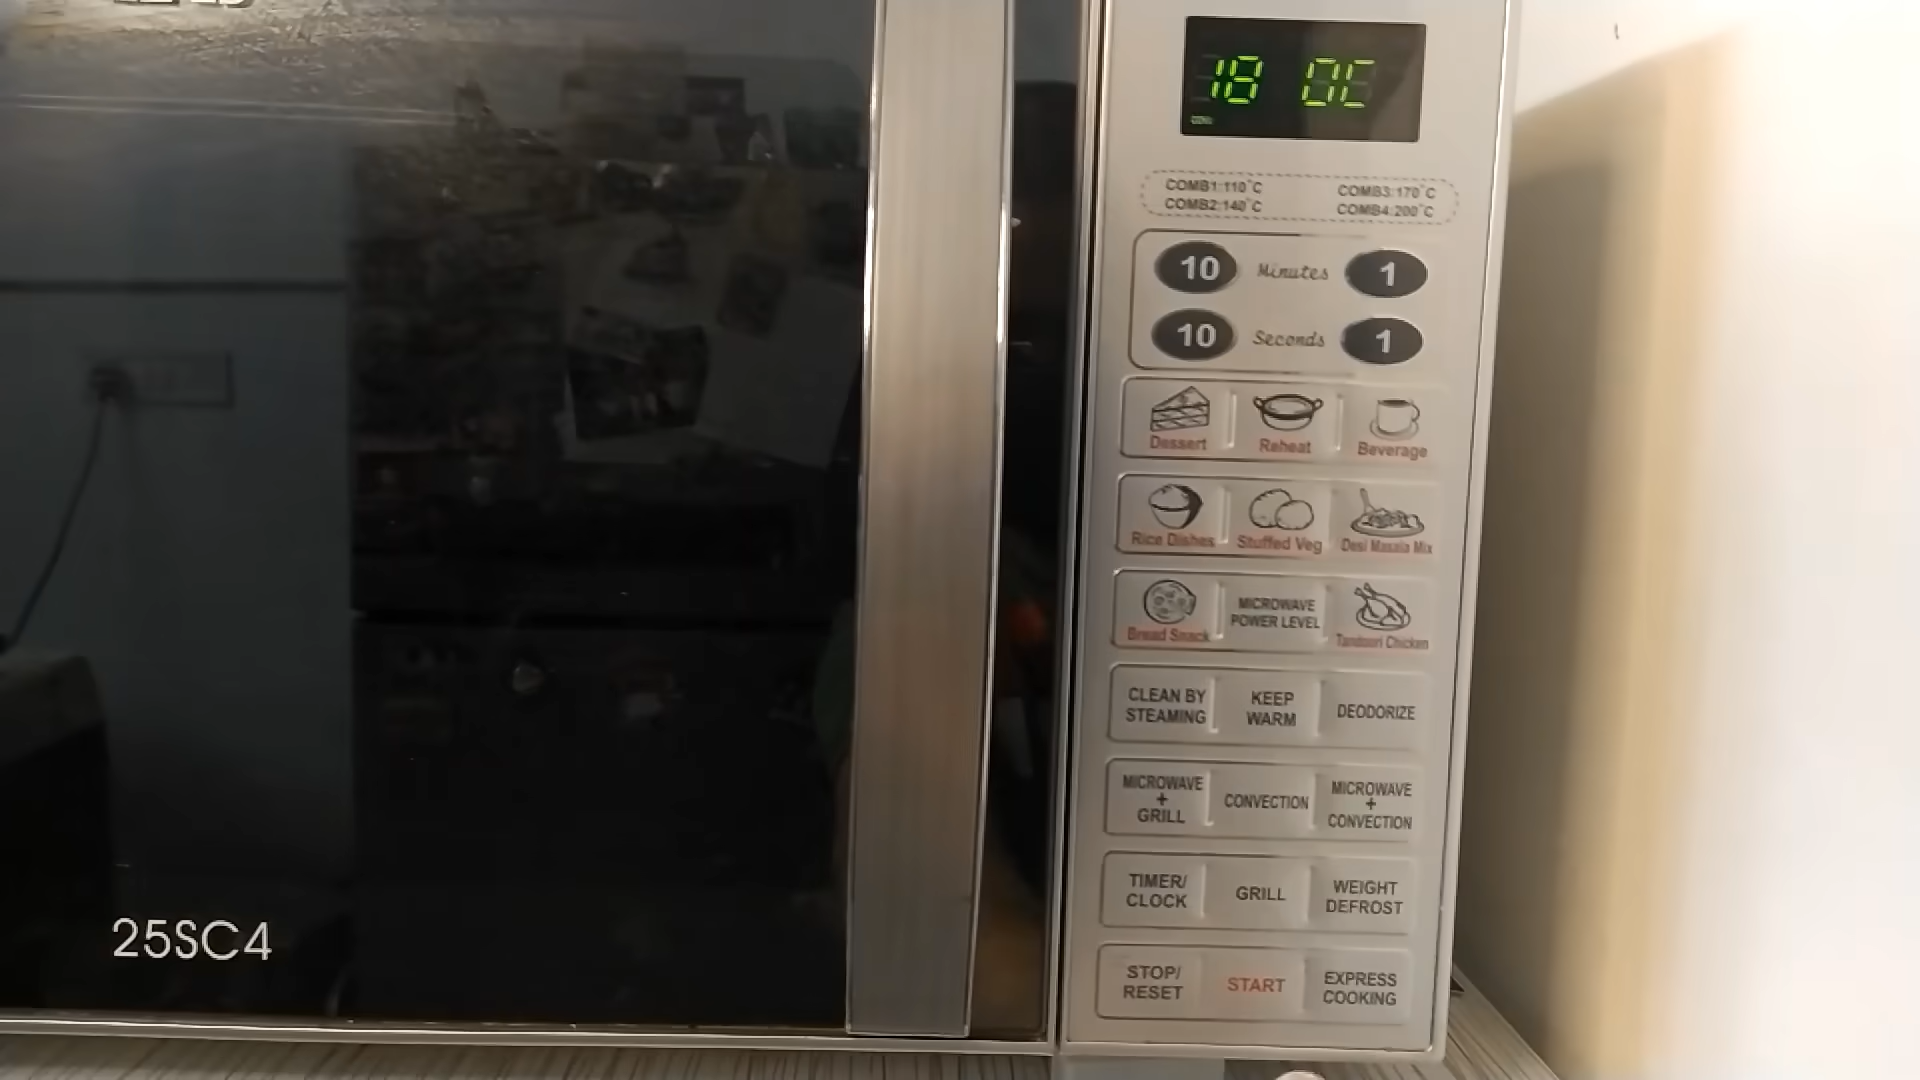 18 0C
COMB1:110°C COMB3:170°C
COMB2:140°C COMB4:200°C
10 Minutes 1
10 Seconds 1
Dessert Reheat Beverage
Rice Dishes Stuffed Veg Desi Masala Mix
Bread Snack MICROWAVE POWER LEVEL Tandoori Chicken
CLEAN BY STEAMING KEEP WARM DEODORIZE
MICROWAVE + GRILL CONVECTION MICROWAVE + CONVECTION
TIMER/ CLOCK GRILL WEIGHT DEFROST
STOP/ RESET START EXPRESS COOKING
25SC4